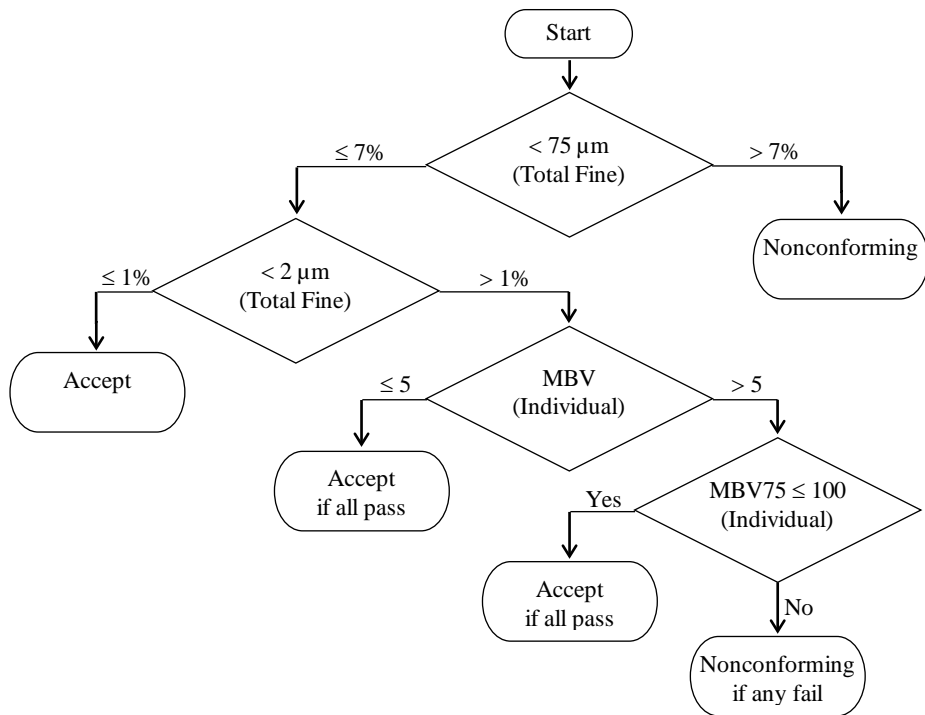 Start
< 75 µm
(Total Fine)
≤ 7%
> 7%
Nonconforming
< 2 µm
(Total Fine)
≤ 1%
> 1%
Accept
MBV
(Individual)
≤ 5
> 5
Accept
if all pass
MBV75 ≤ 100
(Individual)
Yes
Accept
if all pass
No
Nonconforming
if any fail